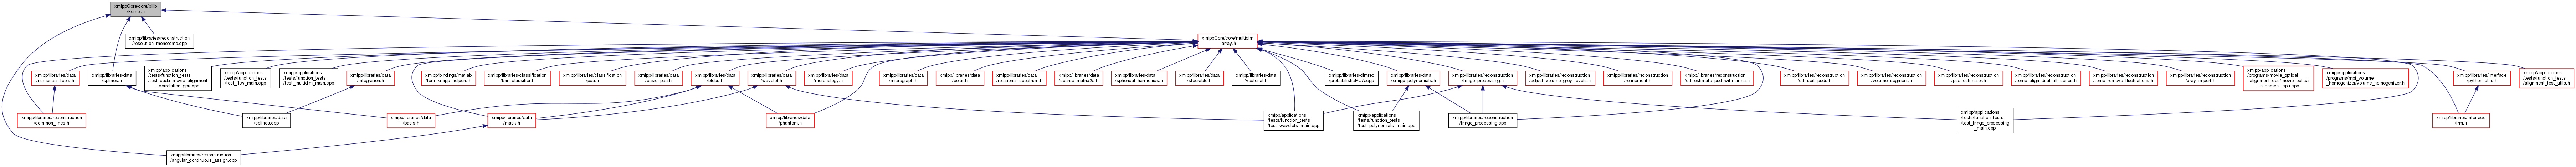 xmippCore/core/bilib
/kernel.h
xmipp/libraries/reconstruction
/resolution_monotomo.cpp
xmippCore/core/multidim
_array.h
xmipp/libraries/data
/numerical_tools.h
xmipp/libraries/data
/splines.h
xmipp/applications
/tests/function_tests
/test_cuda_movie_alignment
_correlation_gpu.cpp
xmipp/applications
/tests/function_tests
/test_fftw_main.cpp
xmipp/applications
/tests/function_tests
/test_multidim_main.cpp
xmipp/libraries/data
/integration.h
xmipp/bindings/matlab
/tom_xmipp_helpers.h
xmipp/libraries/classification
/knn_classifier.h
xmipp/libraries/classification
/pca.h
xmipp/libraries/data
/basic_pca.h
xmipp/libraries/data
/blobs.h
xmipp/libraries/data
/wavelet.h
xmipp/libraries/data
/morphology.h
xmipp/libraries/data
/micrograph.h
xmipp/libraries/data
/polar.h
xmipp/libraries/data
/rotational_spectrum.h
xmipp/libraries/data
/sparse_matrix2d.h
xmipp/libraries/data
/spherical_harmonics.h
xmipp/libraries/data
/steerable.h
xmipp/libraries/data
/vectorial.h
xmipp/libraries/dimred
/probabilisticPCA.cpp
xmipp/libraries/data
/xmipp_polynomials.h
xmipp/libraries/reconstruction
/fringe_processing.h
xmipp/libraries/reconstruction
/adjust_volume_grey_levels.h
xmipp/libraries/reconstruction
/refinement.h
xmipp/libraries/reconstruction
/ctf_estimate_psd_with_arma.h
xmipp/libraries/reconstruction
/ctf_sort_psds.h
xmipp/libraries/reconstruction
/volume_segment.h
xmipp/libraries/reconstruction
/psd_estimator.h
xmipp/libraries/reconstruction
/tomo_align_dual_tilt_series.h
xmipp/libraries/reconstruction
/tomo_remove_fluctuations.h
xmipp/libraries/reconstruction
/xray_import.h
xmipp/applications
/programs/movie_optical
_alignment_cpu/movie_optical
_alignment_cpu.cpp
xmipp/applications
/programs/mpi_volume
_homogenizer/volume_homogenizer.h
xmipp/libraries/interface
/python_utils.h
xmipp/applications
/tests/function_tests
/alignment_test_utils.h
xmipp/libraries/reconstruction
/common_lines.h
xmipp/libraries/data
/splines.cpp
xmipp/libraries/data
/basis.h
xmipp/libraries/data
/mask.h
xmipp/libraries/data
/phantom.h
xmipp/applications
/tests/function_tests
/test_wavelets_main.cpp
xmipp/applications
/tests/function_tests
/test_polynomials_main.cpp
xmipp/libraries/reconstruction
/fringe_processing.cpp
xmipp/applications
/tests/function_tests
/test_fringe_processing
_main.cpp
xmipp/libraries/interface
/frm.h
xmipp/libraries/reconstruction
/angular_continuous_assign.cpp